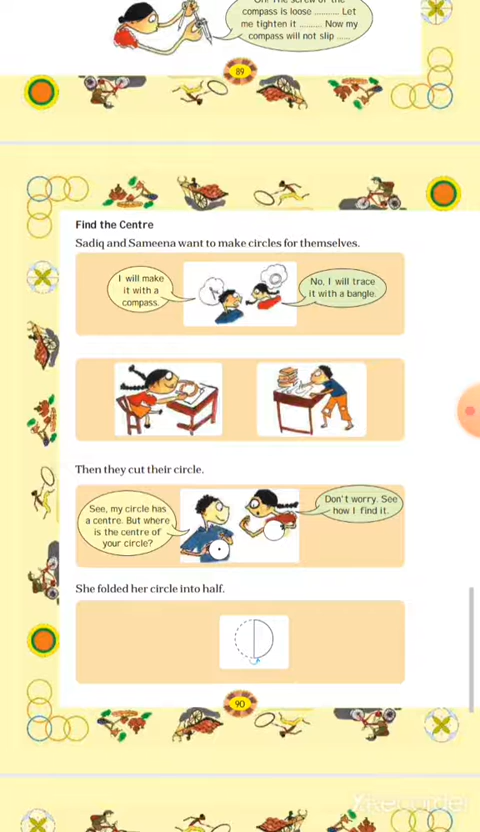 compass is loose .......... Let
me tighten it .......... Now my
compass will not slip .....
89
Find the Centre
Sadiq and Sameena want to make circles for themselves.
I will make
it with a
compass.
No, I will trace
it with a bangle.
Then they cut their circle.
See, my circle has
a centre. But where
is the centre of
your circle?
Don't worry. See
how I find it.
She folded her circle into half.
90